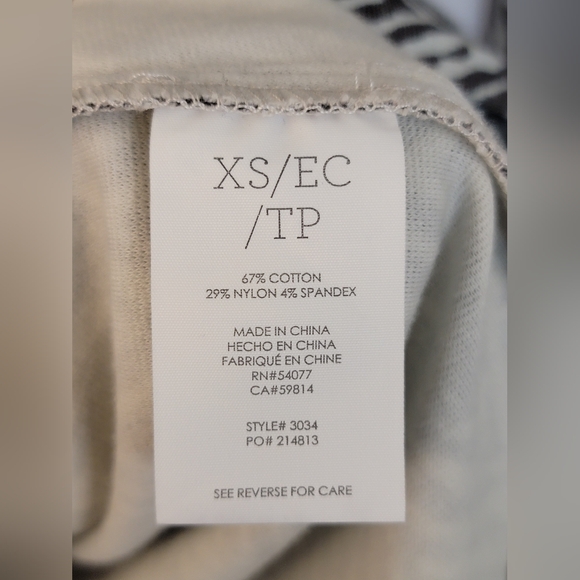 XS/EC
/TP
67% COTTON
29% NYLON 4% SPANDEX
MADE IN CHINA
HECHO EN CHINA
FABRIQUÉ EN CHINE
RN#54077
CA#59814
STYLE# 3034
PO# 214813
SEE REVERSE FOR CARE